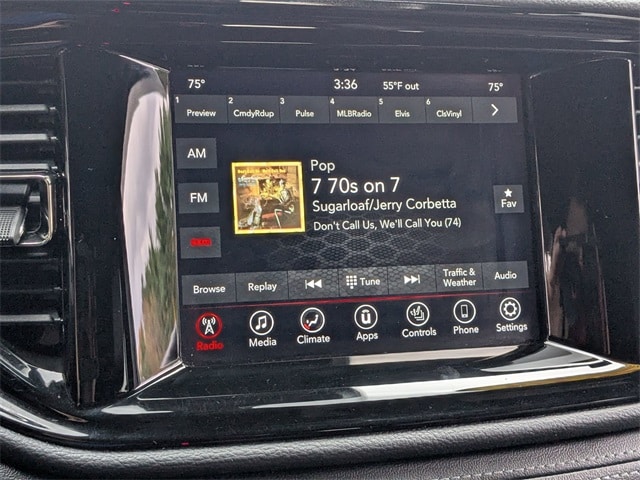 75° 3:36 55°F out 75°
1 Preview 2 CmdyRdup 3 Pulse 4 MLBRadio 5 Elvis 6 ClsVinyl
AM
Pop
7 70s on 7
FM
Sugarloaf/Jerry Corbetta
Fav
Don't Call Us, We'll Call You (74)
Browse Replay Tune Traffic & Weather Audio
Radio Media Climate Apps Controls Phone Settings